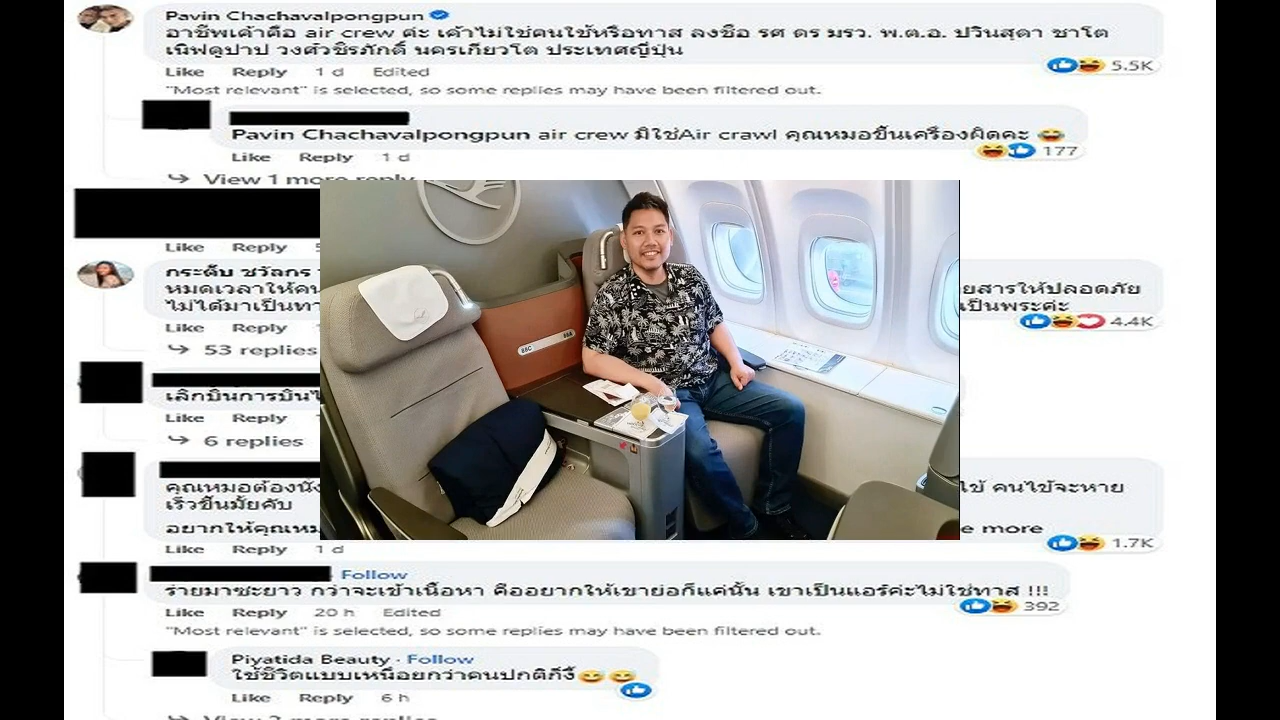 Pavin Chachavalpongpun
อาชีพเค้าคือ air crew ค่ะ เค้าไม่ใช่คนใช้หรือทาส ลงชื่อ รศ ดร มรว. พ.ต.อ. ปวินสุดา ชาโต
เนิฟดูปาป วงศ์วชิรภักดิ์ นครเกียวโต ประเทศญี่ปุ่น
Like Reply 1 d Edited 5.5K
"Most relevant" is selected, so some replies may have been filtered out.
Pavin Chachavalpongpun air crew มิใช่Air crawl คุณหมอขึ้นเครื่องผิดคะ
Like Reply 1 d 177
View 1 more reply
Like Reply
กระต็บ ชวัลกร
หมดเวลาให้คน ยสารให้ปลอดภัย
ไม่ได้มาเป็นทา เป็นพระค่ะ
Like Reply 4.4K
53 replies
88C 88A
เลิกบินการบินไ
Like Reply
6 replies
คุณหมอต้องนั่ง ไข้ คนไข้จะหาย
เร็วขึ้นมั้ยคับ
อยากให้คุณหม e more
Like Reply 1 d 1.7K
Follow
ร่ายมาซะยาว กว่าจะเข้าเนื้อหา คืออยากให้เขาย่อก็แค่นั้น เขาเป็นแอร์ค่ะไม่ใช่ทาส !!!
Like Reply 20 h Edited 392
"Most relevant" is selected, so some replies may have been filtered out.
Piyatida Beauty · Follow
ใช้ชีวิตแบบเหนือยกว่าคนปกติก็งี้
Like Reply 6 h
View 2 more replies